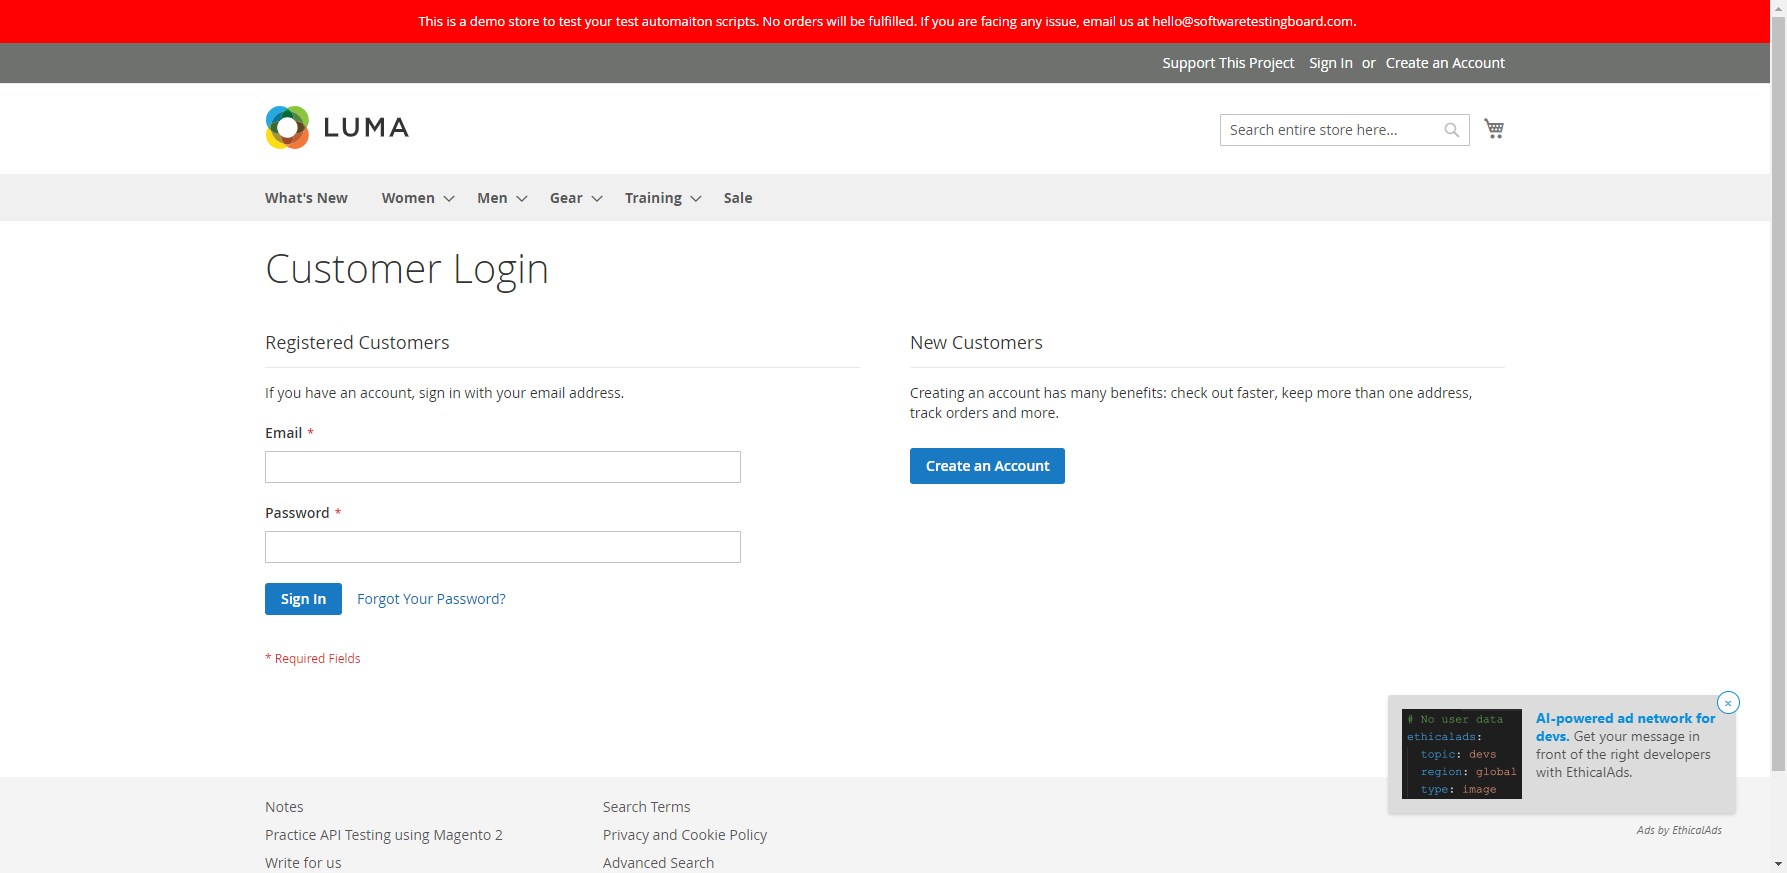 This is a demo store to test your test automaiton scripts. No orders will be fulfilled. If you are facing any issue, email us at hello@softwaretestingboard.com.
Support This Project Sign In or Create an Account
LUMA
Search entire store here...
What's New Women Men Gear Training Sale
Customer Login
Registered Customers
If you have an account, sign in with your email address.
Email *
Password *
Sign In Forgot Your Password?
* Required Fields
New Customers
Creating an account has many benefits: check out faster, keep more than one address,
track orders and more.
Create an Account
# No user data
ethicalads:
topic: devs
region: global
type: image
AI-powered ad network for
devs. Get your message in
front of the right developers
with EthicalAds.
Ads by EthicalAds
Notes
Practice API Testing using Magento 2
Write for us
Search Terms
Privacy and Cookie Policy
Advanced Search